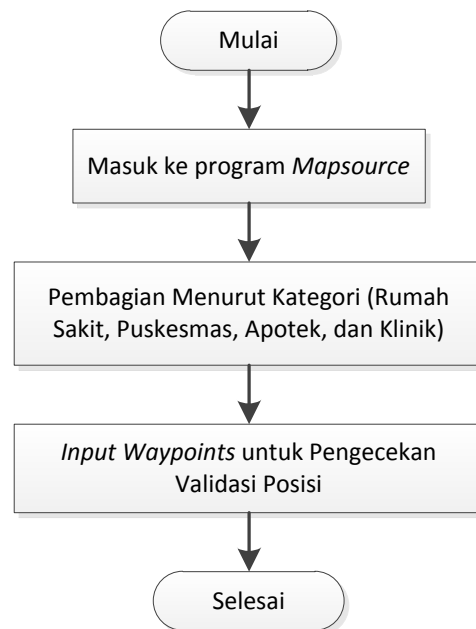 Mulai
Masuk ke program Mapsource
Pembagian Menurut Kategori (Rumah
Sakit, Puskesmas, Apotek, dan Klinik)
Input Waypoints untuk Pengecekan
Validasi Posisi
Selesai